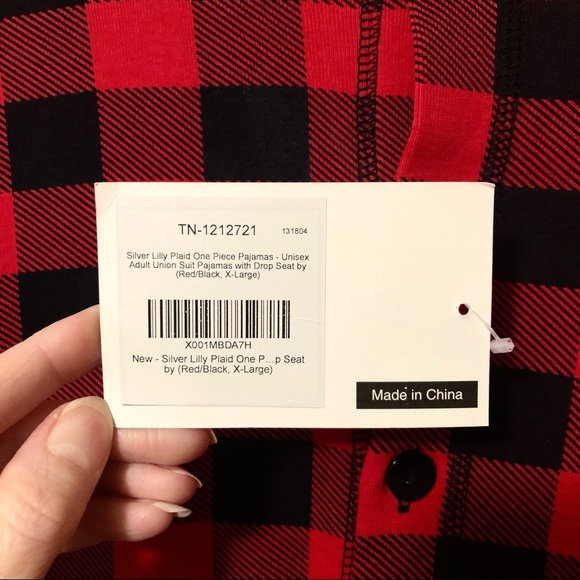 TN-1212721 131804
Silver Lilly Plaid One Piece Pajamas - Unisex
Adult Union Suit Pajamas with Drop Seat by
(Red/Black, X-Large)
X001MBDA7H
New - Silver Lilly Plaid One P...p Seat
by (Red/Black, X-Large)
Made in China